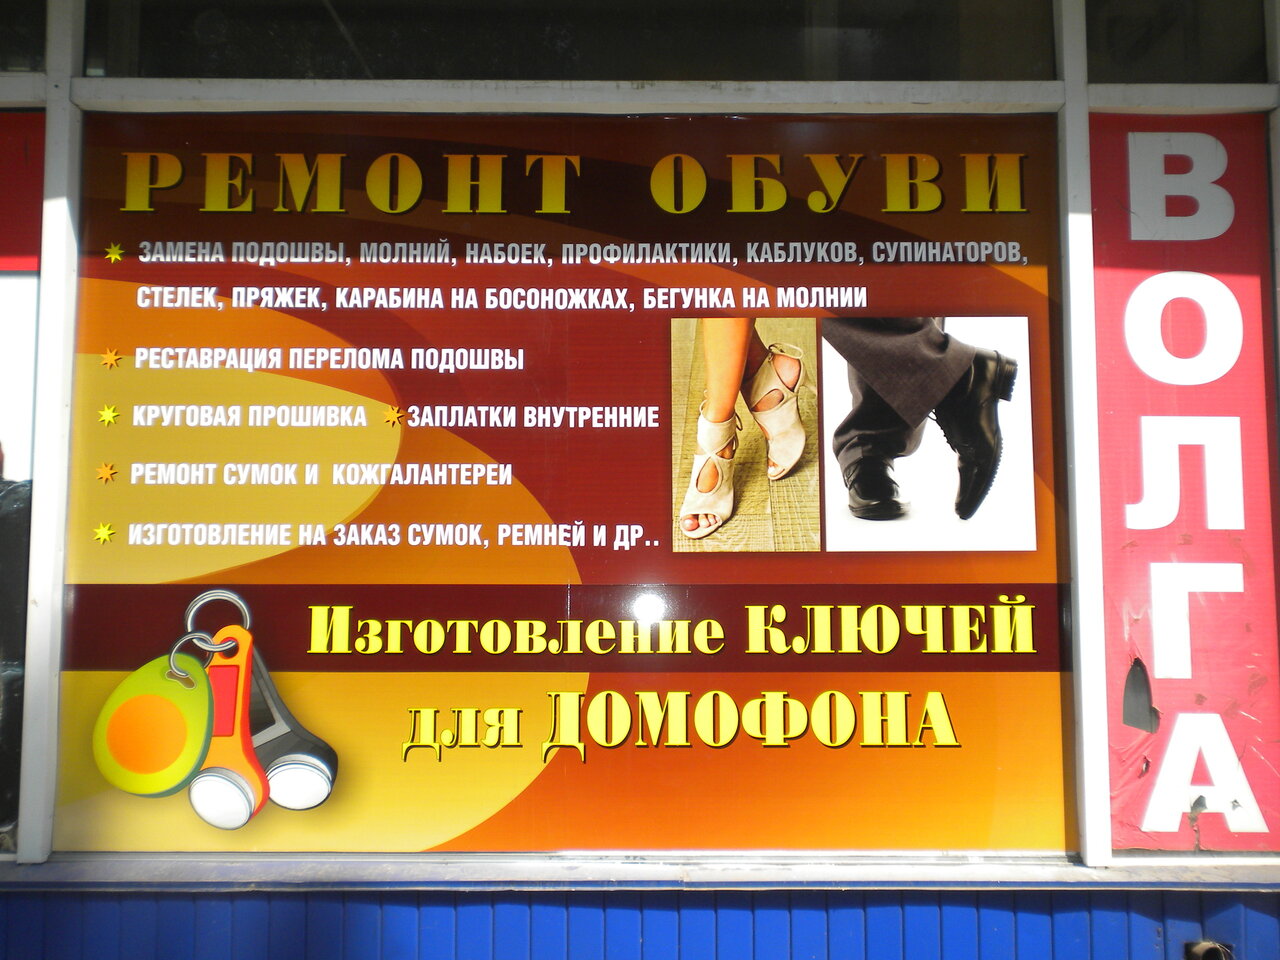 РЕМОНТ ОБУВИ
ЗАМЕНА ПОДОШВЫ, МОЛНИЙ, НАБОЕК, ПРОФИЛАКТИКИ, КАБЛУКОВ, СУПИНАТОРОВ,
СТЕЛЕК, ПРЯЖЕК, КАРАБИНА НА БОСОНОЖКАХ, БЕГУНКА НА МОЛНИИ
РЕСТАВРАЦИЯ ПЕРЕЛОМА ПОДОШВЫ
КРУГОВАЯ ПРОШИВКА ЗАПЛАТКИ ВНУТРЕННИЕ
РЕМОНТ СУМОК И КОЖГАЛАНТЕРЕИ
ИЗГОТОВЛЕНИЕ НА ЗАКАЗ СУМОК, РЕМНЕЙ И ДР..
Изготовление КЛЮЧЕЙ
для ДОМОФОНА
ВОЛГА